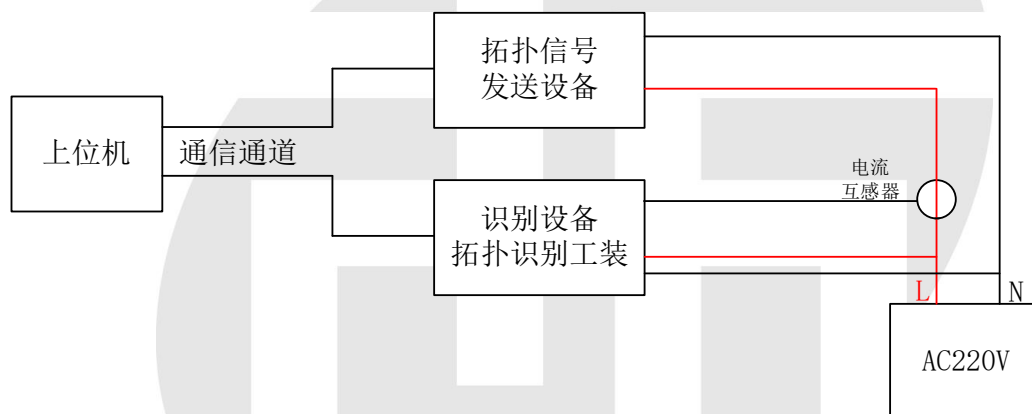 拓扑信号
发送设备
上位机
通信通道
电流
互感器
识别设备
拓扑识别工装
L
N
AC220V